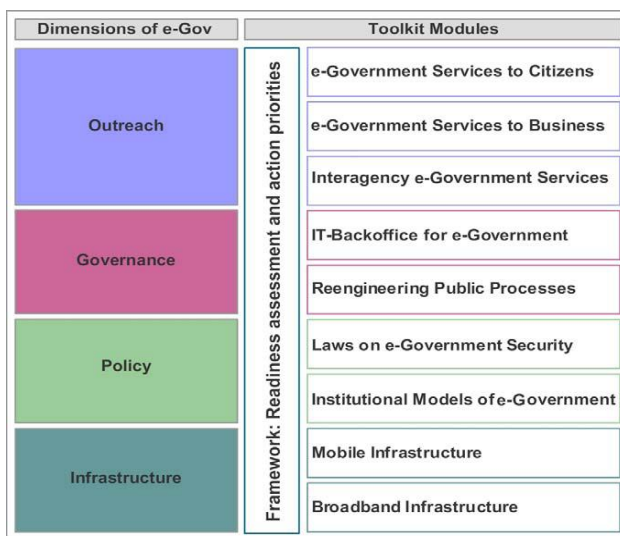 Dimensions of e-Gov
Toolkit Modules
Outreach
Governance
Policy
Infrastructure
Framework: Readiness assessment and action priorities
e-Government Services to Citizens
e-Government Services to Business
Interagency e-Government Services
IT-Backoffice for e-Government
Reengineering Public Processes
Laws on e-Government Security
Institutional Models of e-Government
Mobile Infrastructure
Broadband Infrastructure